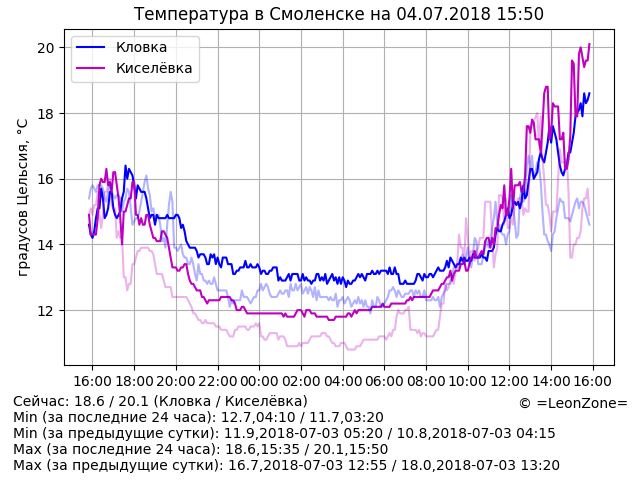 Температура в Смоленске на 04.07.2018 15:50
градусов Цельсия, °C
20
18
16
14
12
Кловка
Киселёвка
16:00 18:00 20:00 22:00 00:00 02:00 04:00 06:00 08:00 10:00 12:00 14:00 16:00
Сейчас: 18.6 / 20.1 (Кловка / Киселёвка)
© =LeonZone=
Min (за последние 24 часа): 12.7,04:10 / 11.7,03:20
Min (за предыдущие сутки): 11.9,2018-07-03 05:20 / 10.8,2018-07-03 04:15
Max (за последние 24 часа): 18.6,15:35 / 20.1,15:50
Max (за предыдущие сутки): 16.7,2018-07-03 12:55 / 18.0,2018-07-03 13:20